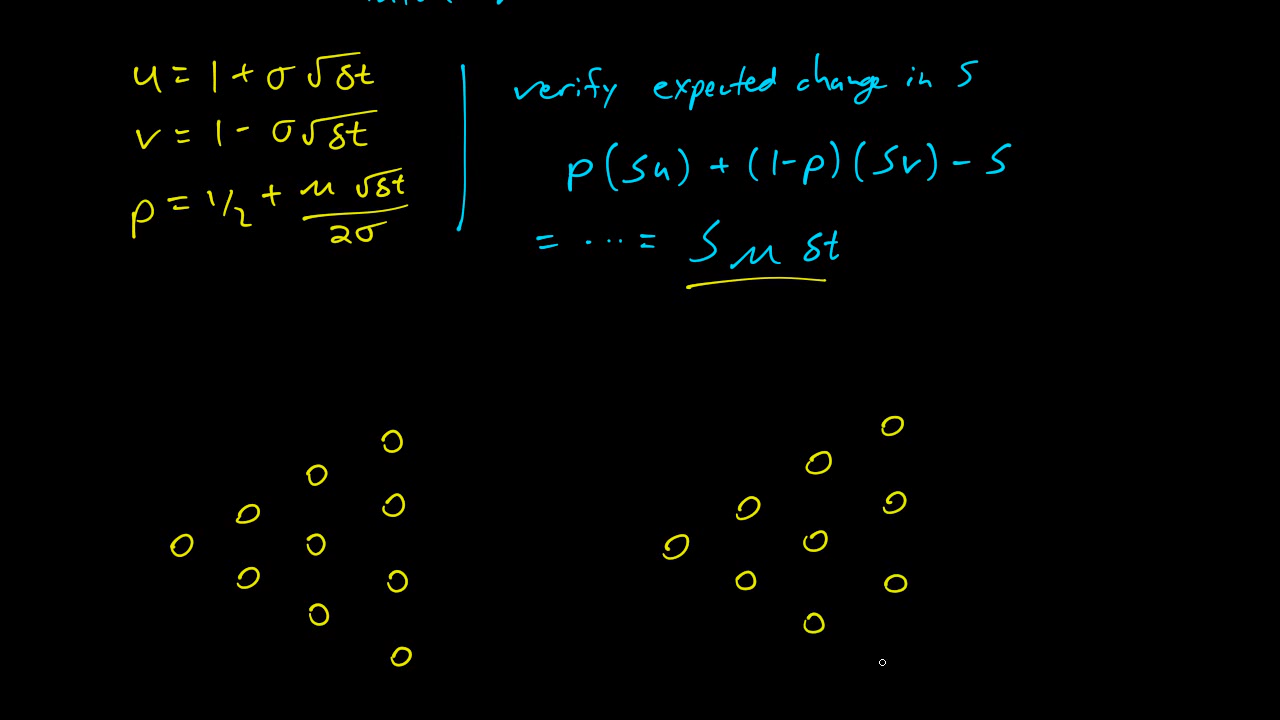 u = 1 + σ √δt
v = 1 - σ √δt
p = 1/2 + μ √δt / 2σ
verify expected change in S
p(Su) + (1-p)(Sv) - S
= ... = S μ δt